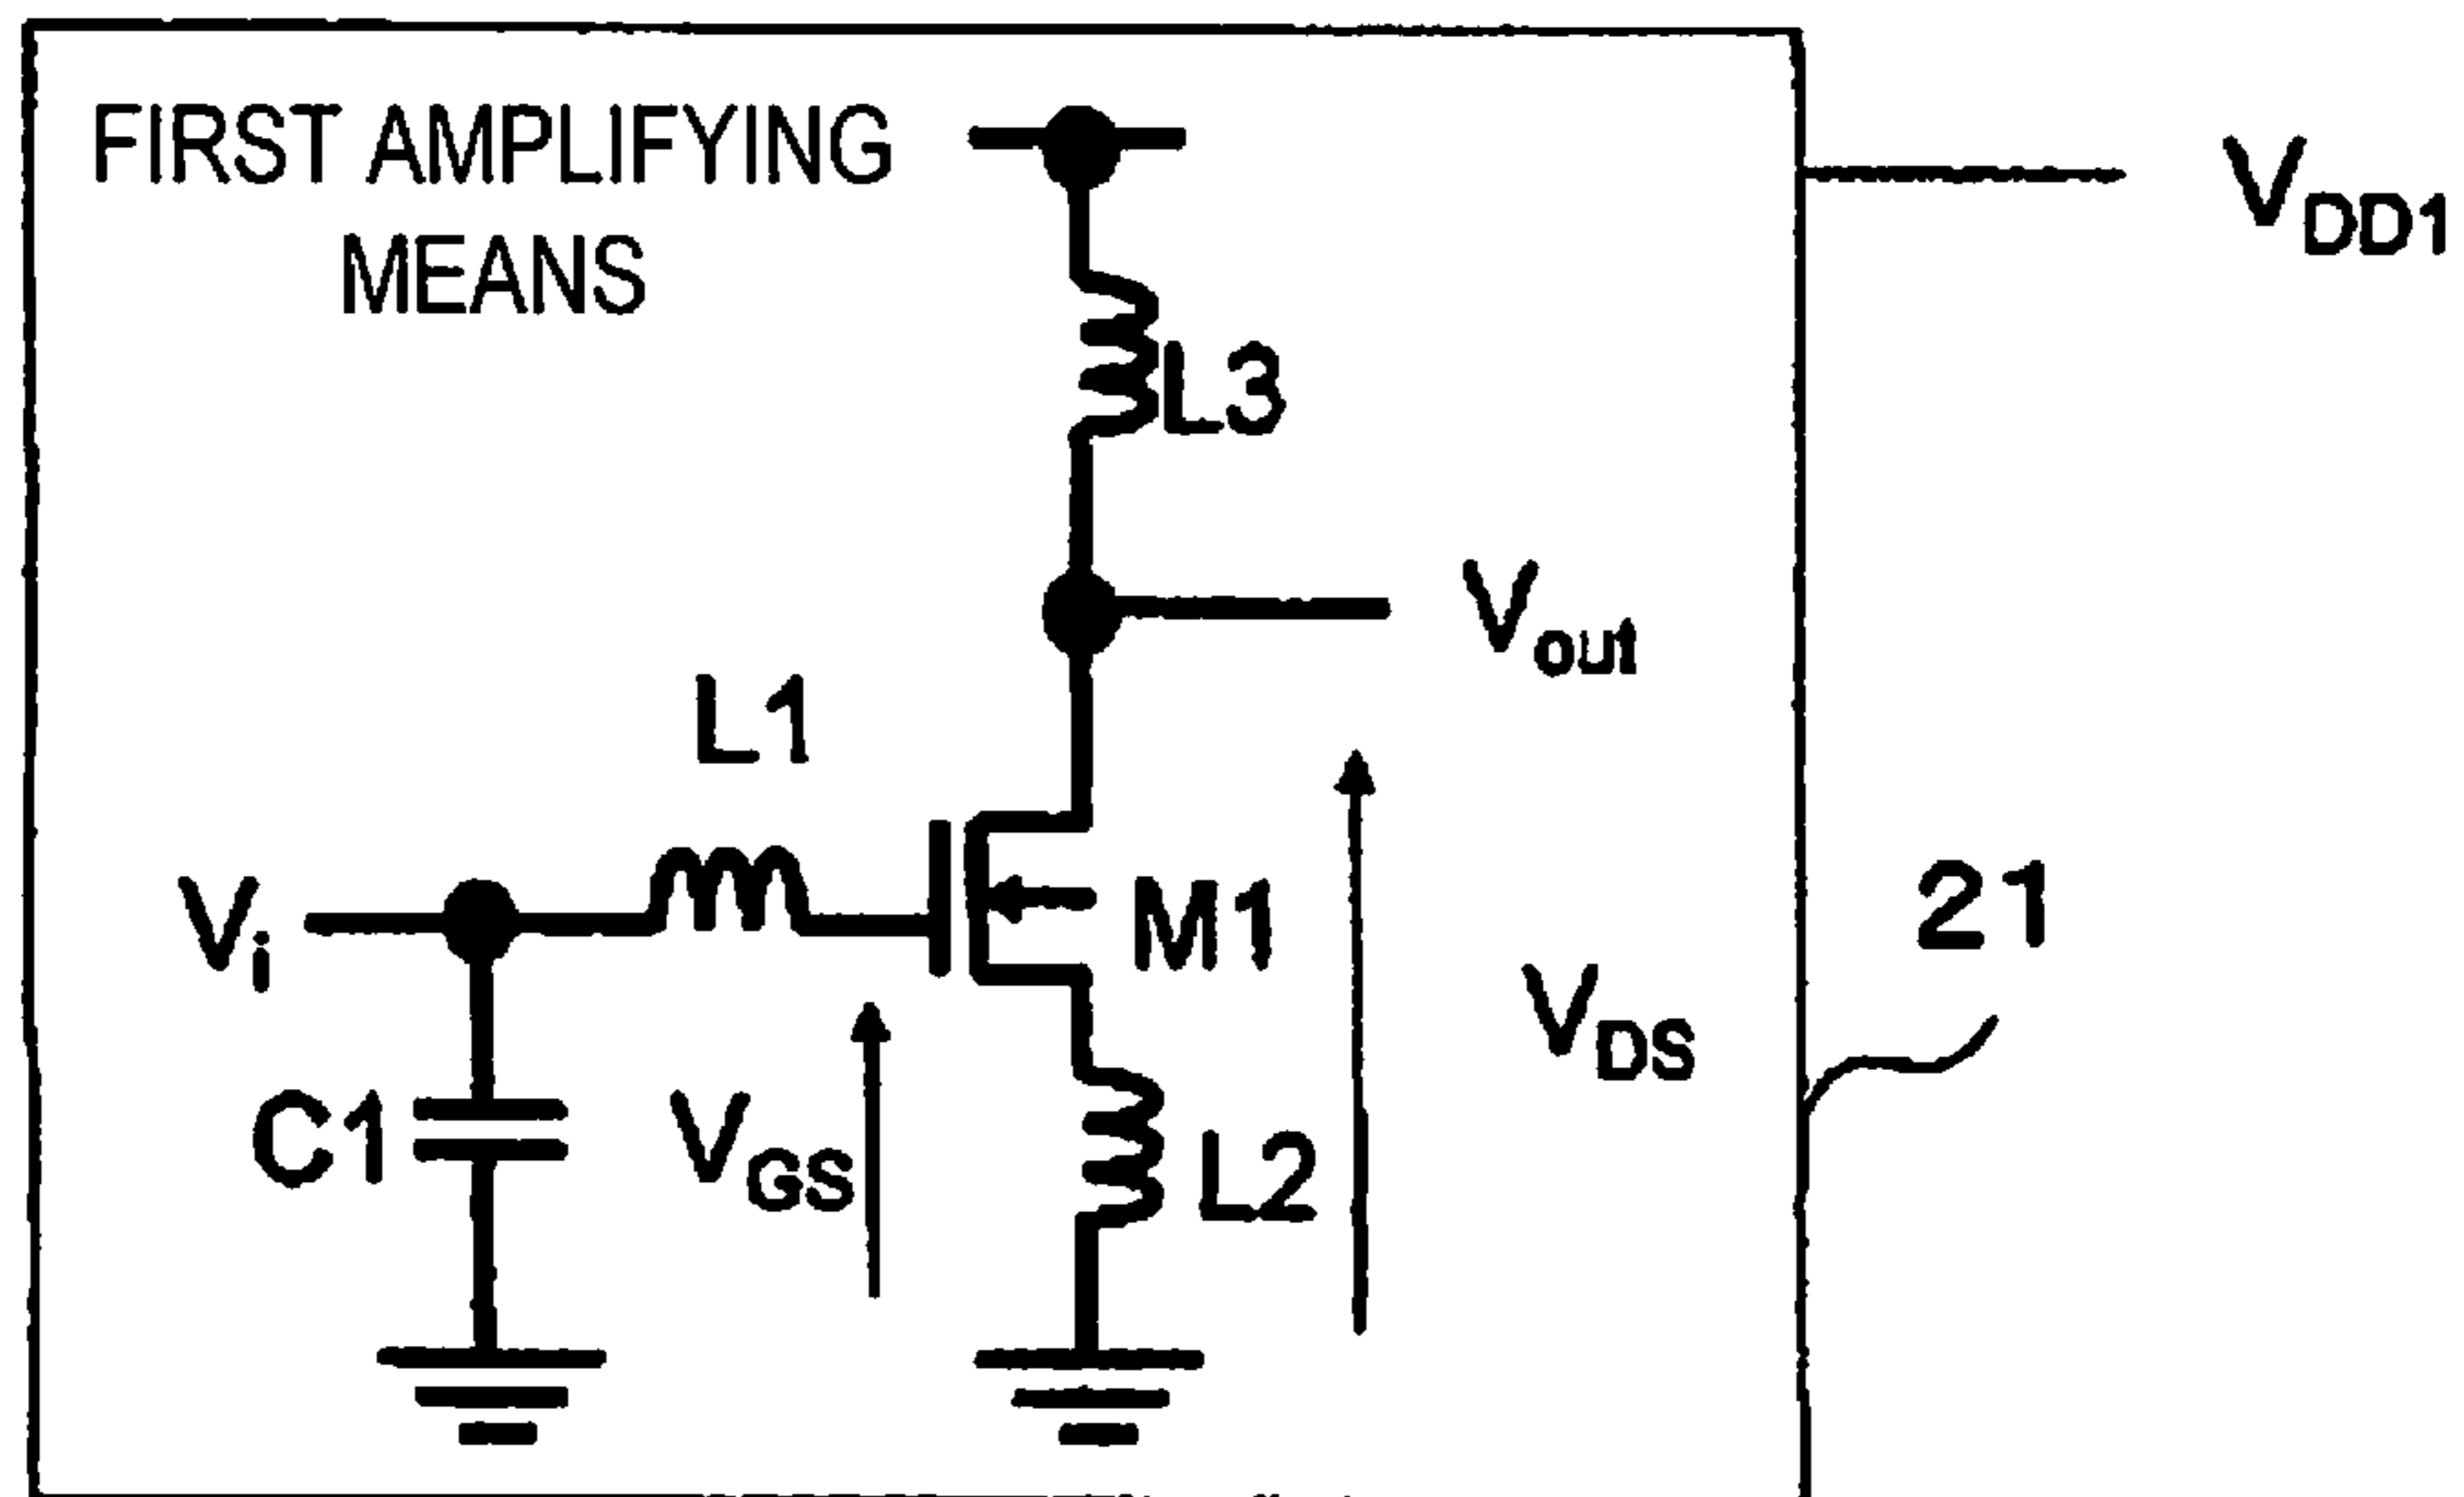 FIRST AMPLIFYING
MEANS
VDD1
L3
Vout
L1
Vi
M1
21
VDS
C1
VGS
L2